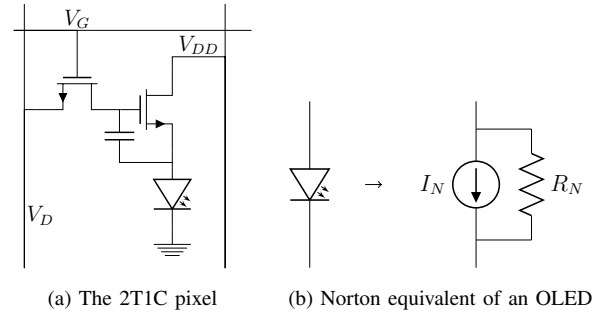 V_G
V_DD
V_D
→
I_N
R_N
(a) The 2T1C pixel
(b) Norton equivalent of an OLED